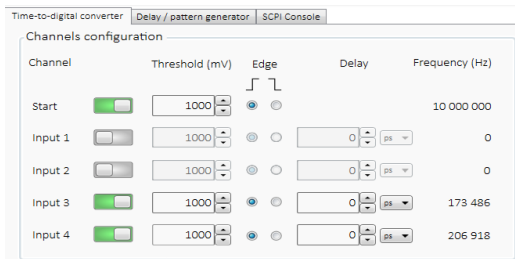 Time-to-digital converter Delay / pattern generator SCPI Console
Channels configuration
Channel Threshold (mV) Edge Delay Frequency (Hz)
Start 1000 10 000 000
Input 1 1000 0 ps 0
Input 2 1000 0 ps 0
Input 3 1000 0 ps 173 486
Input 4 1000 0 ps 206 918